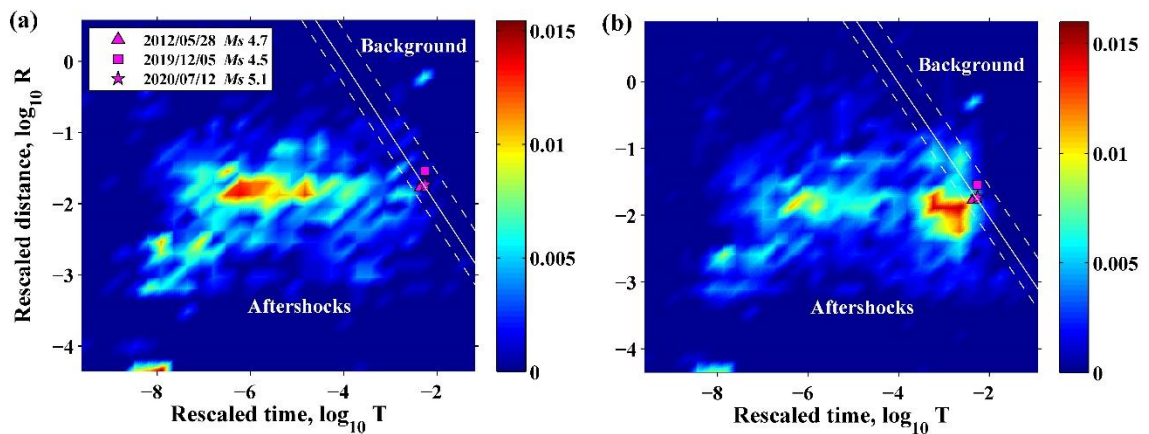 (a)
Rescaled distance, log10 R
0
−1
−2
−3
−4
2012/05/28 Ms 4.7
2019/12/05 Ms 4.5
2020/07/12 Ms 5.1
Background
Aftershocks
−8
−6
−4
−2
Rescaled time, log10 T
0.015
0.01
0.005
0
(b)
0
−1
−2
−3
−4
Background
Aftershocks
−8
−6
−4
−2
Rescaled time, log10 T
0.015
0.01
0.005
0